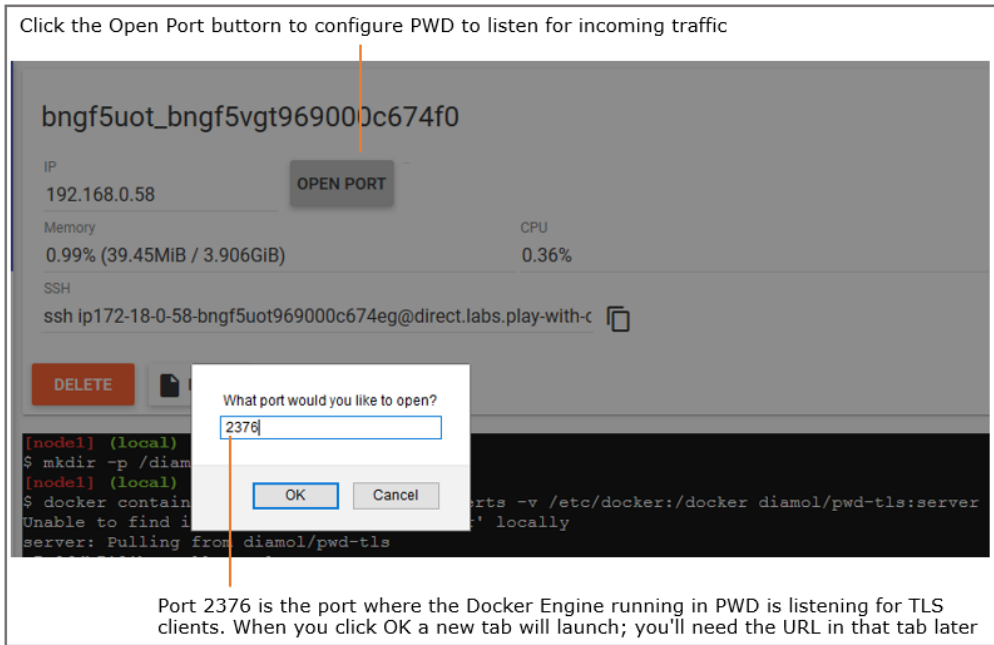 Click the Open Port buttorn to configure PWD to listen for incoming traffic
bngf5uot_bngf5vgt969000c674f0
IP
192.168.0.58
OPEN PORT
Memory
0.99% (39.45MiB / 3.906GiB)
CPU
0.36%
SSH
ssh ip172-18-0-58-bngf5uot969000c674eg@direct.labs.play-with-c
DELETE
What port would you like to open?
2376
OK
Cancel
[node1] (local)
$ mkdir -p /diam
[node1] (local)
$ docker contain rts -v /etc/docker:/docker diamol/pwd-tls:server
Unable to find i ' locally
server: Pulling from diamol/pwd-tls
Port 2376 is the port where the Docker Engine running in PWD is listening for TLS
clients. When you click OK a new tab will launch; you'll need the URL in that tab later